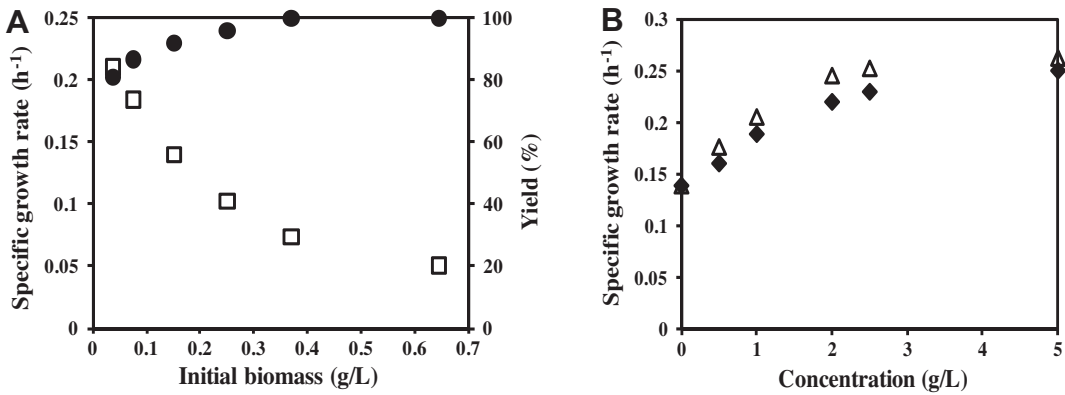 A
Specific growth rate (h-1)
0.25
0.2
0.15
0.1
0.05
0
100
80
60
40
20
0
Yield (%)
0 0.1 0.2 0.3 0.4 0.5 0.6 0.7
Initial biomass (g/L)
B
Specific growth rate (h-1)
0.3
0.25
0.2
0.15
0.1
0.05
0
0 1 2 3 4 5
Concentration (g/L)